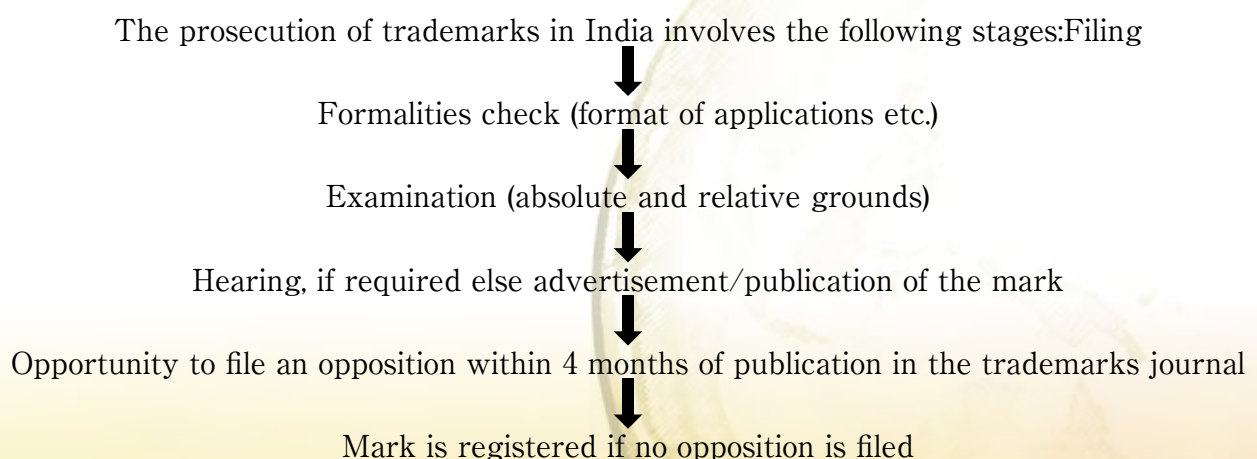 The prosecution of trademarks in India involves the following stages:Filing
Formalities check (format of applications etc.)
Examination (absolute and relative grounds)
Hearing, if required else advertisement/publication of the mark
Opportunity to file an opposition within 4 months of publication in the trademarks journal
Mark is registered if no opposition is filed